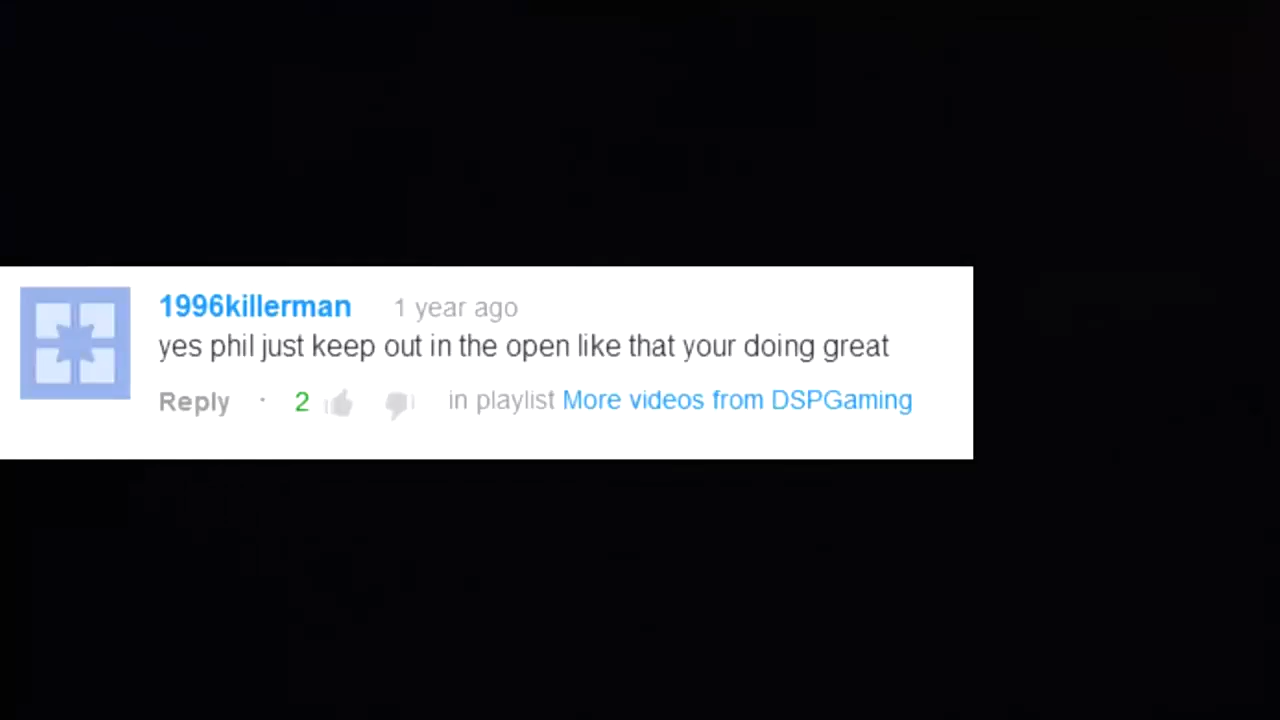 1996killerman 1 year ago
yes phil just keep out in the open like that your doing great
Reply · 2 in playlist More videos from DSPGaming